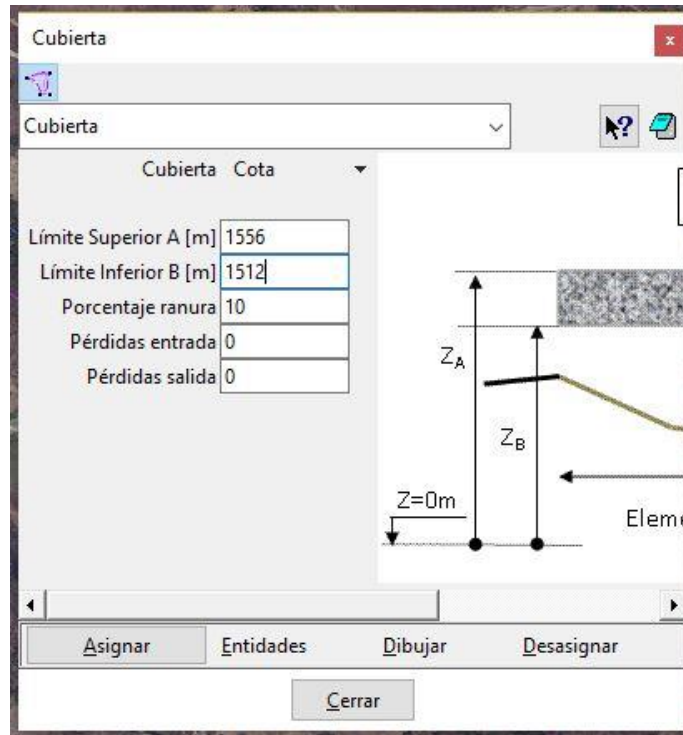 Cubierta
x
Cubierta
?
Cubierta Cota
Límite Superior A [m] 1556
Límite Inferior B [m] 1512
Porcentaje ranura 10
Pérdidas entrada 0
Pérdidas salida 0
ZA
ZB
Z=0m
Eleme
Asignar Entidades Dibujar Desasignar
Cerrar